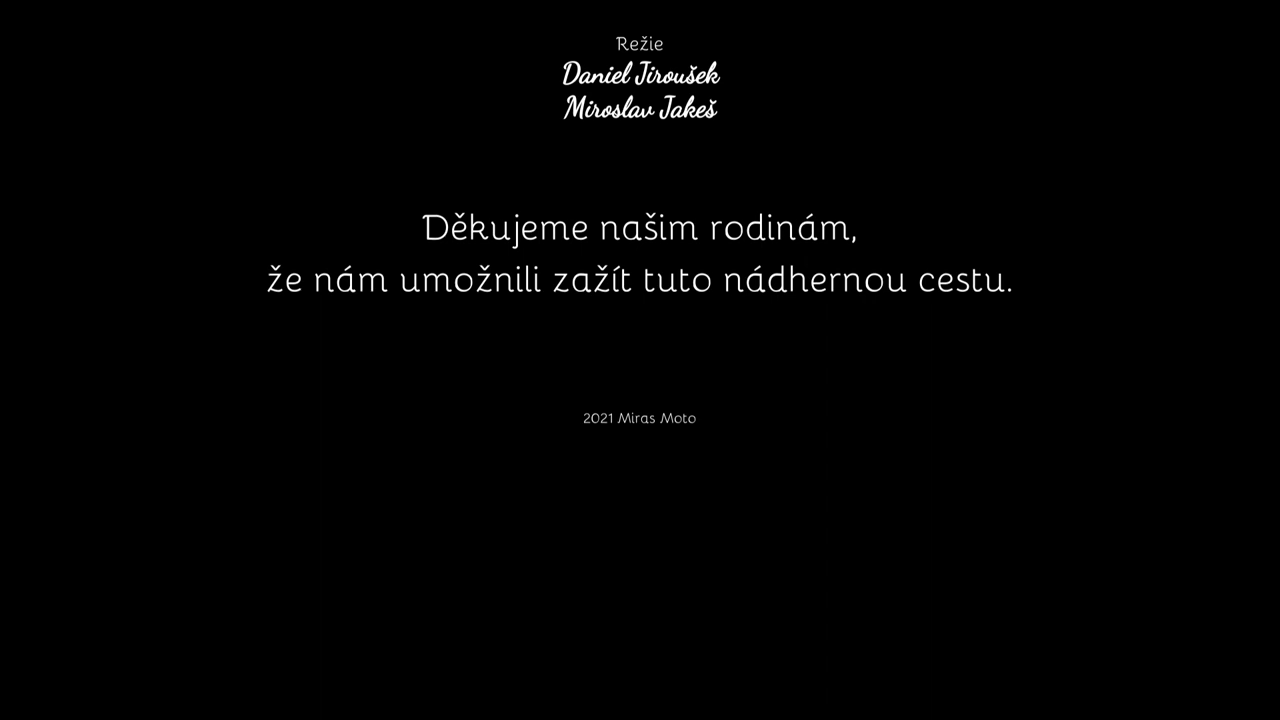 Režie
Daniel Jiroušek
Miroslav Jakeš
Děkujeme našim rodinám,
že nám umožnili zažít tuto nádhernou cestu.
2021 Miras Moto